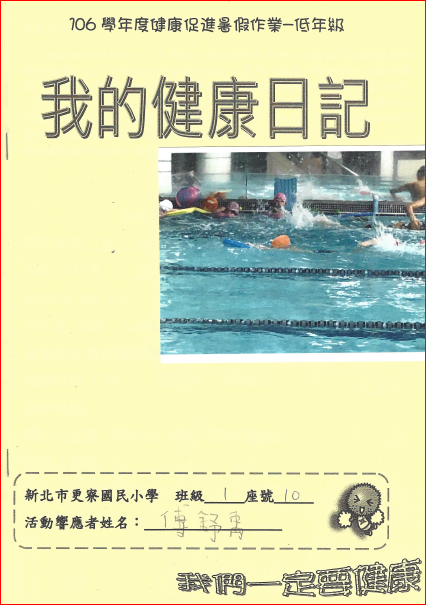 106學年度健康促進暑假作業-低年級
我的健康日記
新北市更寮國民小學 班級 1 座號 10
活動響應者姓名：傅舒
我們一定要健康